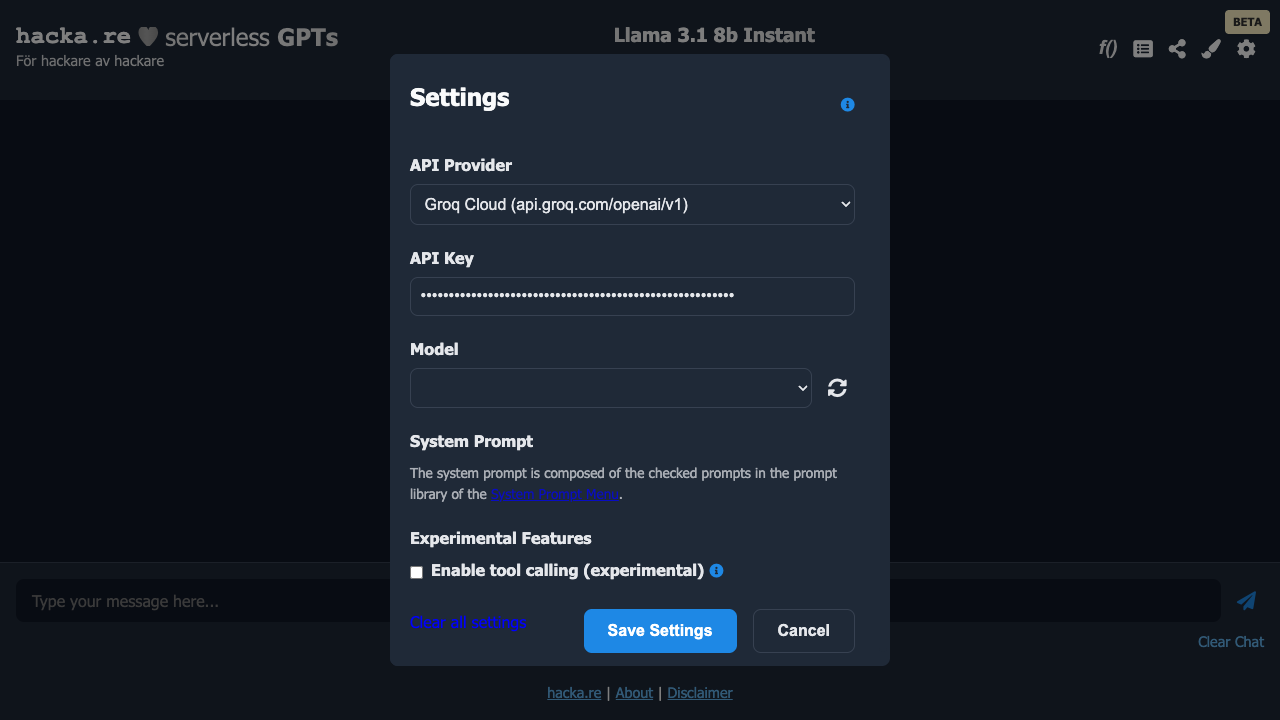 hacka.re serverless GPTs
För hackare av hackare
Llama 3.1 8b Instant
BETA
f()
Settings
API Provider
Groq Cloud (api.groq.com/openai/v1)
API Key
••••••••••••••••••••••••••••••••••••••••••••••••••••••••
Model
System Prompt
The system prompt is composed of the checked prompts in the prompt
library of the System Prompt Menu.
Experimental Features
Enable tool calling (experimental)
Type your message here...
Clear all settings
Save Settings
Cancel
Clear Chat
hacka.re | About | Disclaimer